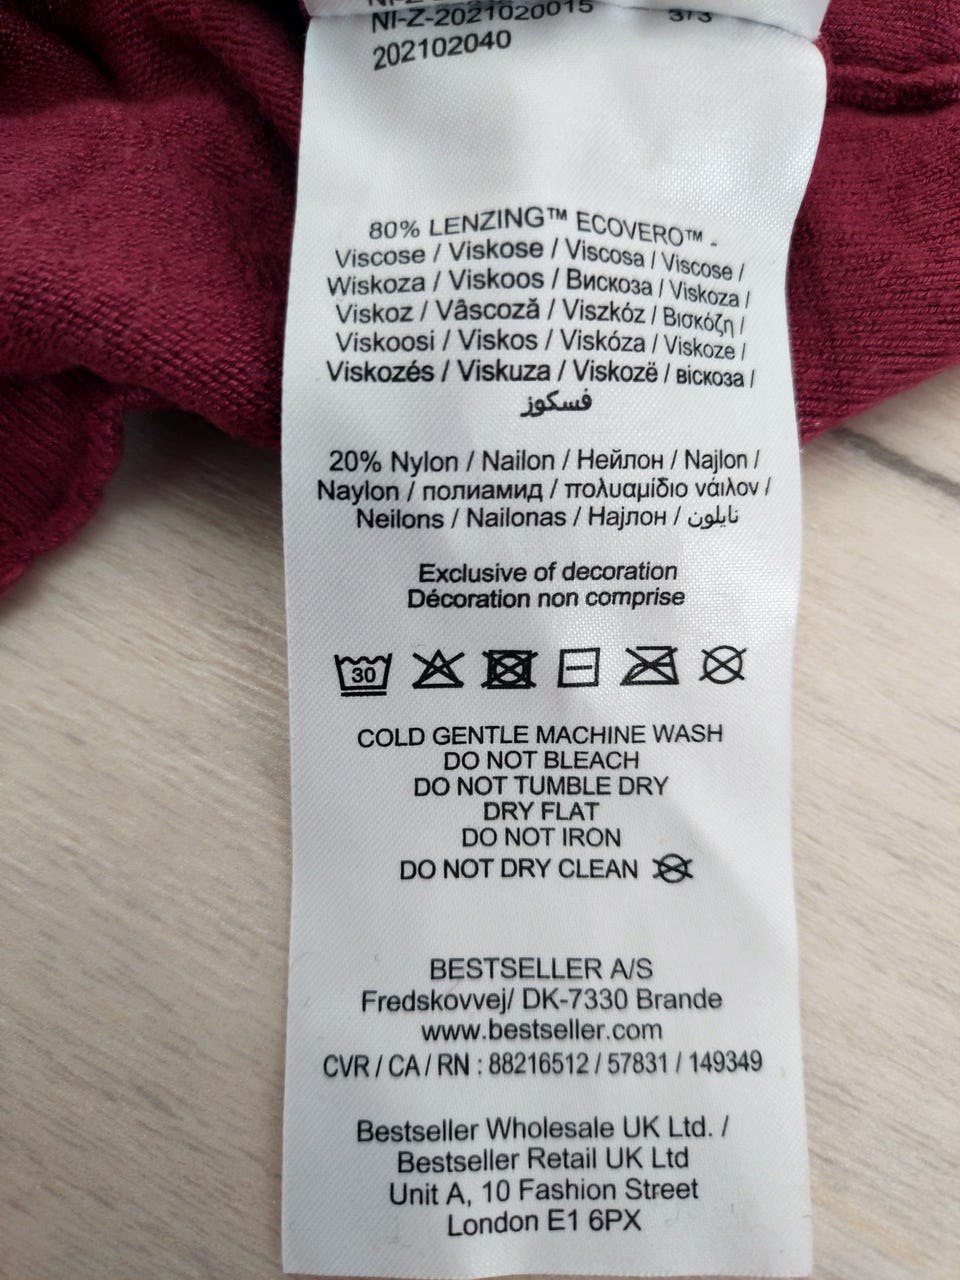 NI-Z-2021020015 3/3
202102040
80% LENZING™ ECOVERO™ -
Viscose / Viskose / Viscosa / Viscose /
Wiskoza / Viskoos / Вискоза / Viskoza /
Viskoz / Vâscoză / Viszkóz / Βισκόζη /
Viskoosi / Viskos / Viskóza / Viskoze /
Viskozés / Viskuza / Viskozë / віскоза /
فسكوز
20% Nylon / Nailon / Нейлон / Najlon /
Naylon / полиамид / πολυαμίδιο νάιλον /
Neilons / Nailonas / Најлон / نايلون
Exclusive of decoration
Décoration non comprise
30
COLD GENTLE MACHINE WASH
DO NOT BLEACH
DO NOT TUMBLE DRY
DRY FLAT
DO NOT IRON
DO NOT DRY CLEAN
BESTSELLER A/S
Fredskovvej/ DK-7330 Brande
www.bestseller.com
CVR / CA / RN : 88216512 / 57831 / 149349
Bestseller Wholesale UK Ltd. /
Bestseller Retail UK Ltd
Unit A, 10 Fashion Street
London E1 6PX